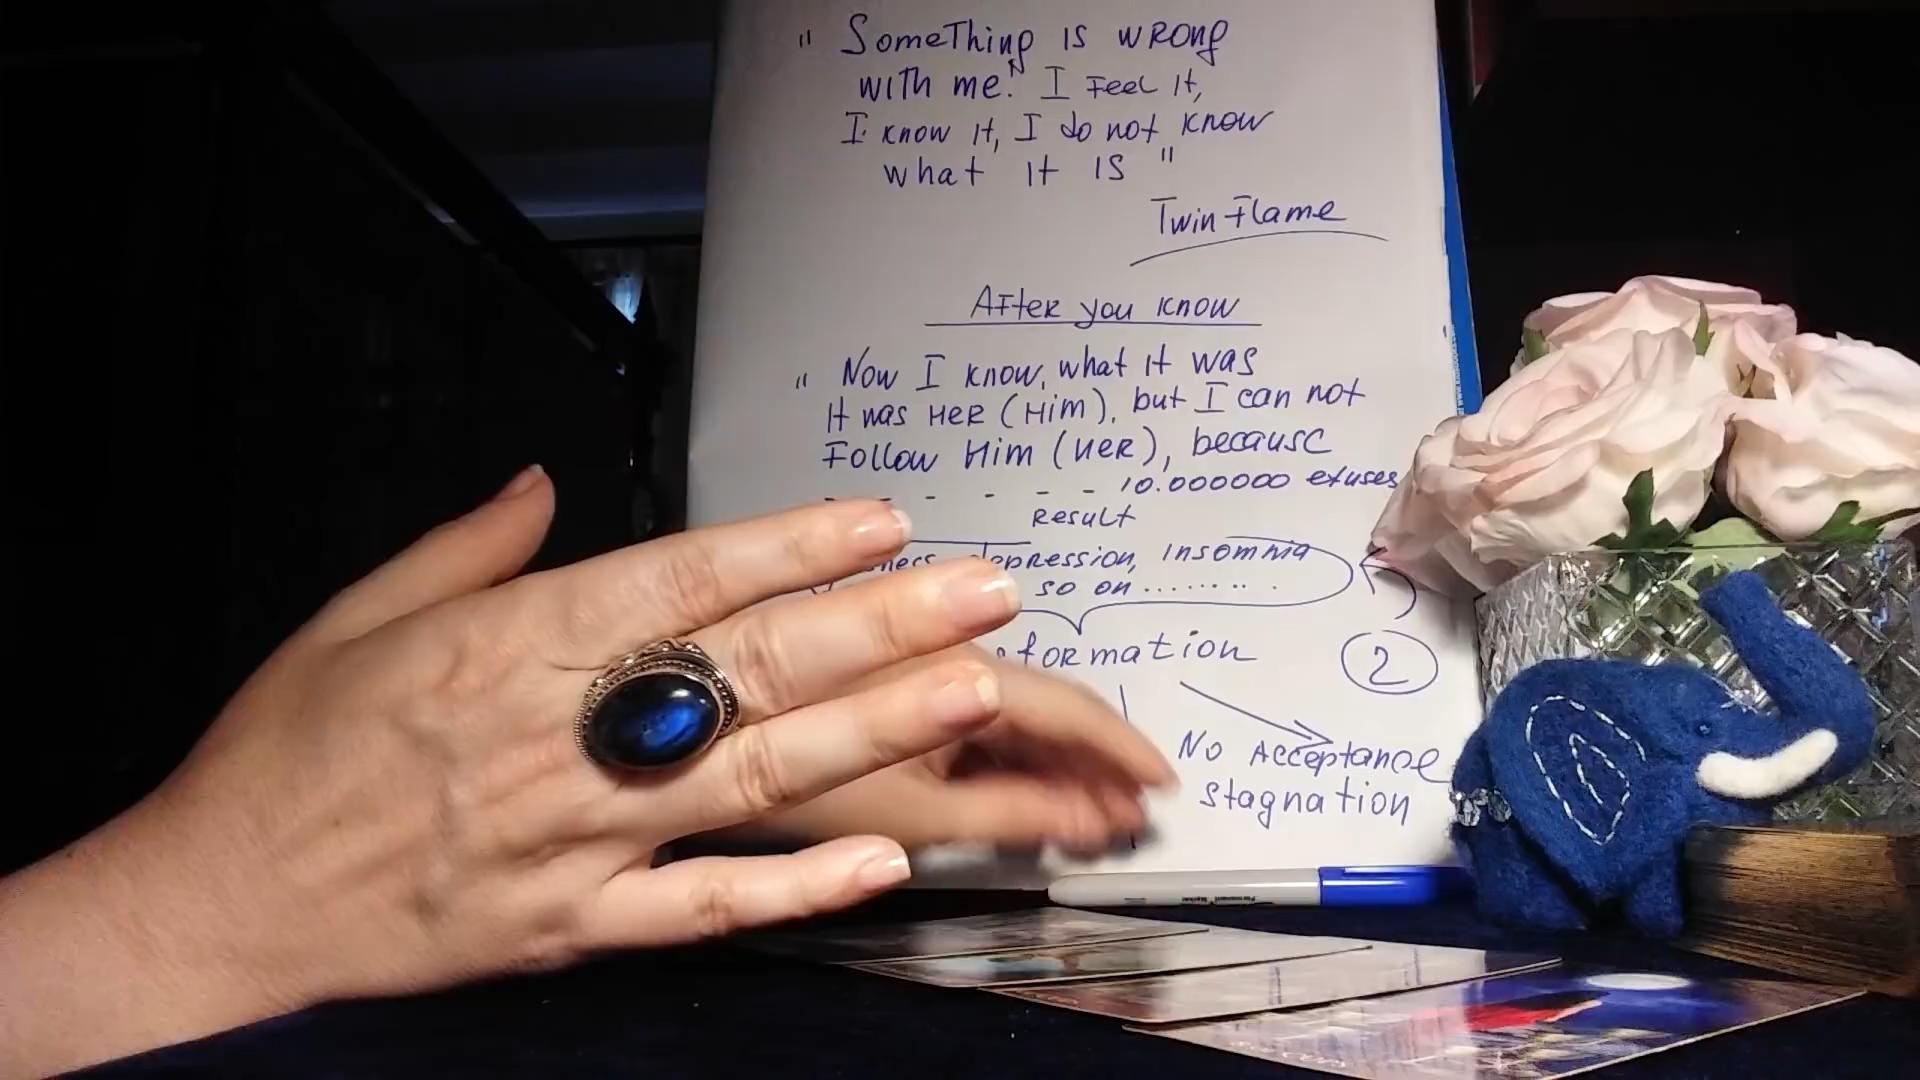 " Something is wrong
with me. I feel it,
I know it, I do not know
what it is "
Twin Flame
After you know
" Now I know, what it was
It was Her (Him), but I can not
Follow Him (Her), because
- - - - - - 10.000000 exuses
Result
depression, insomnia
so on ........ .
formation
2
No Acceptance
stagnation